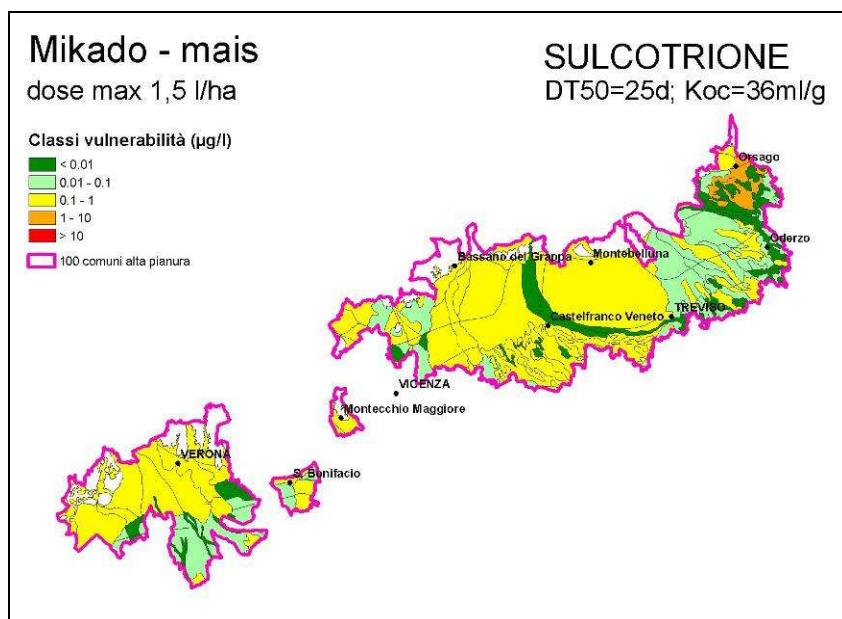 Mikado - mais
dose max 1,5 l/ha
SULCOTRIONE
DT50=25d; Koc=36ml/g
Classi vulnerabilità (µg/l)
< 0.01
0.01 - 0.1
0.1 - 1
1 - 10
> 10
100 comuni alta pianura
Orsago
Oderzo
Bassano del Grappa
Montebelluna
Castelfranco Veneto
TREVISO
VICENZA
Montecchio Maggiore
VERONA
S. Bonifacio